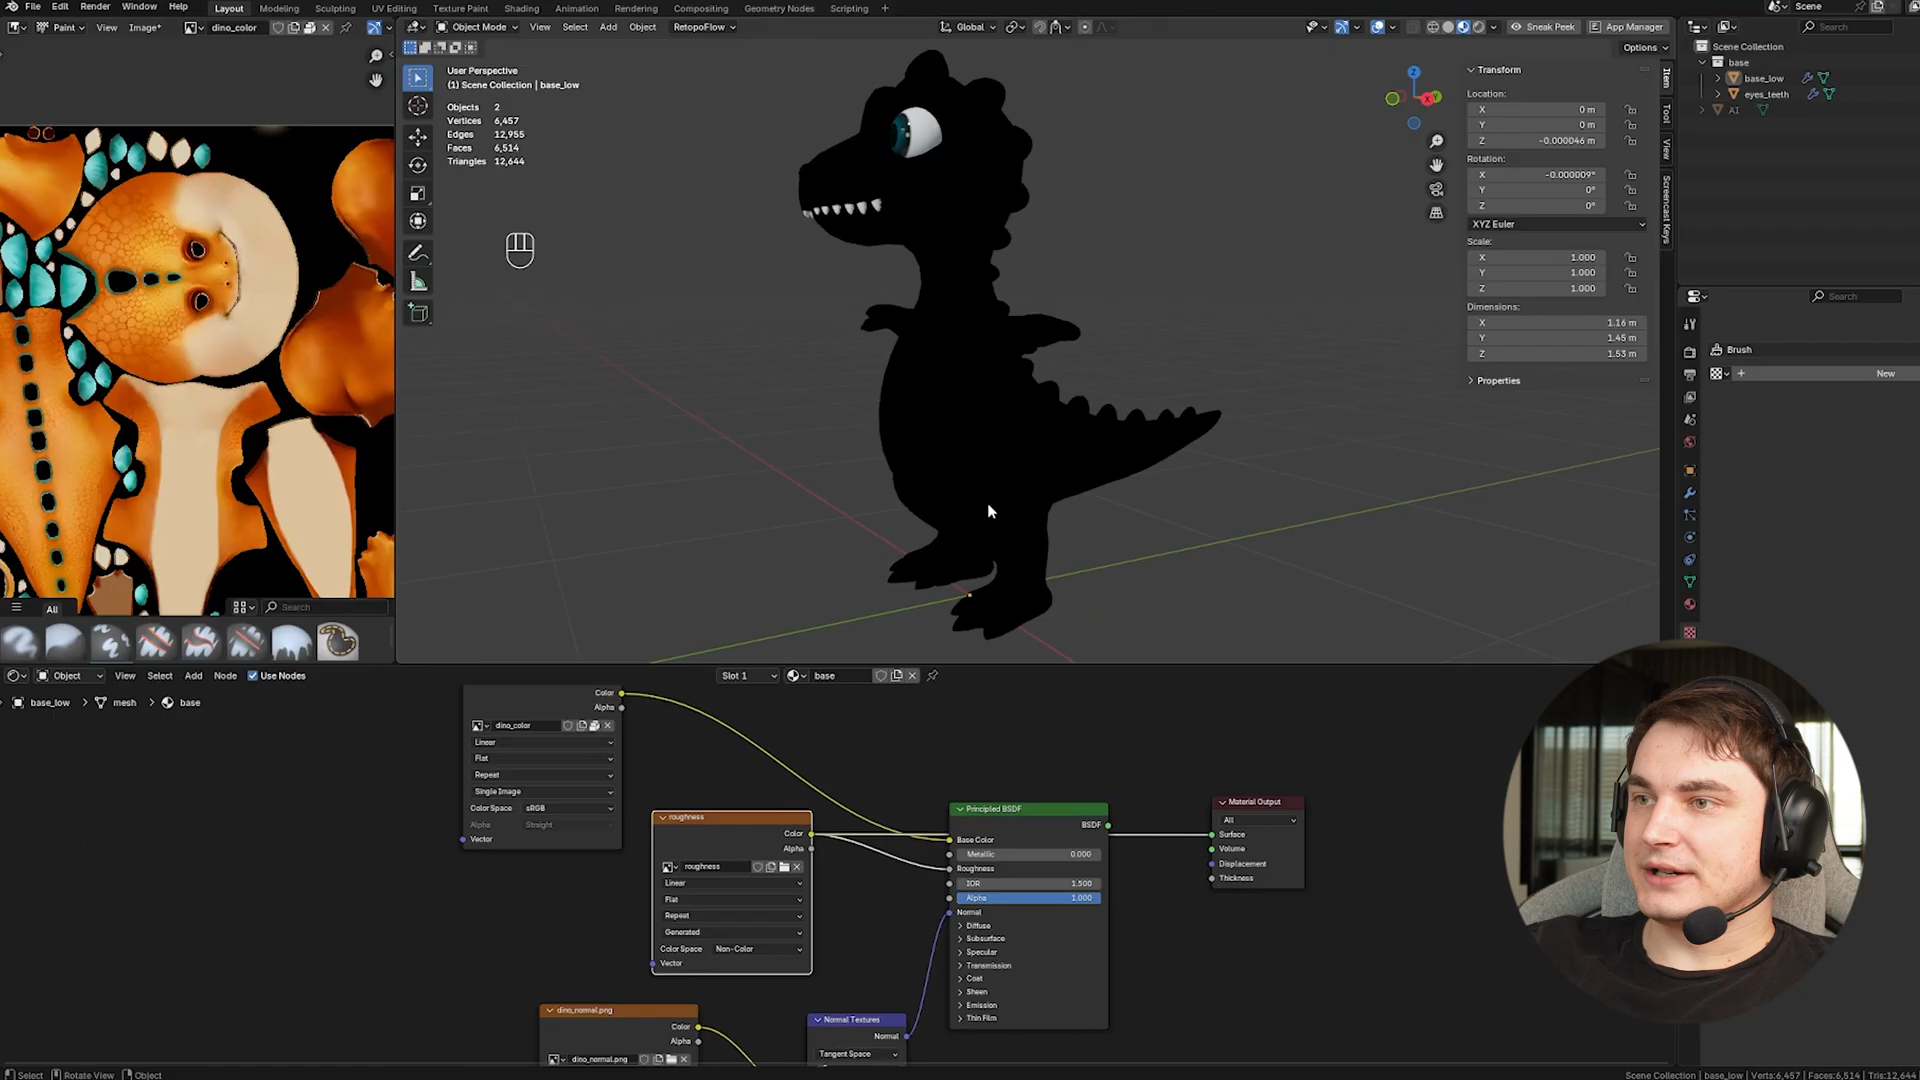 File Edit Render Window Help Layout Modeling Sculpting UV Editing Texture Paint Shading Animation Rendering Compositing Geometry Nodes Scripting + Scene
Paint View Image* dino_color
Object Mode View Select Add Object RetopoFlow Global Sneak Peek App Manager
Search
Options
User Perspective
(1) Scene Collection | base_low
Objects 2
Vertices 6,457
Edges 12,955
Faces 6,514
Triangles 12,644
Z
Transform
Location:
X 0 m
Y 0 m
Z -0.000046 m
Rotation:
X -0.000009°
Y 0°
Z 0°
XYZ Euler
Scale:
X 1.000
Y 1.000
Z 1.000
Dimensions:
X 1.16 m
Y 1.45 m
Z 1.53 m
Properties
Item
Tool
View
Screencast Keys
Scene Collection
base
base_low
eyes_teeth
AI
Search
Brush
+ New
All Search
Object View Select Add Node Use Nodes Slot 1 base
base_low > mesh > base
Color
Alpha
dino_color
Linear
Flat
Repeat
Single Image
Color Space sRGB
Alpha Straight
Vector
roughness
Color
Alpha
roughness
Linear
Flat
Repeat
Generated
Color Space Non-Color
Vector
dino_normal.png
Color
Alpha
dino_normal.png
Normal Textures
Normal
Tangent Space
Principled BSDF
BSDF
Base Color
Metallic 0.000
Roughness
IOR 1.500
Alpha 1.000
Normal
Diffuse
Subsurface
Specular
Transmission
Coat
Sheen
Emission
Thin Film
Material Output
All
Surface
Volume
Displacement
Thickness
Select Rotate View Object
Scene Collection | base_low | Verts:6,457 | Faces:6,514 | Tris:12,644